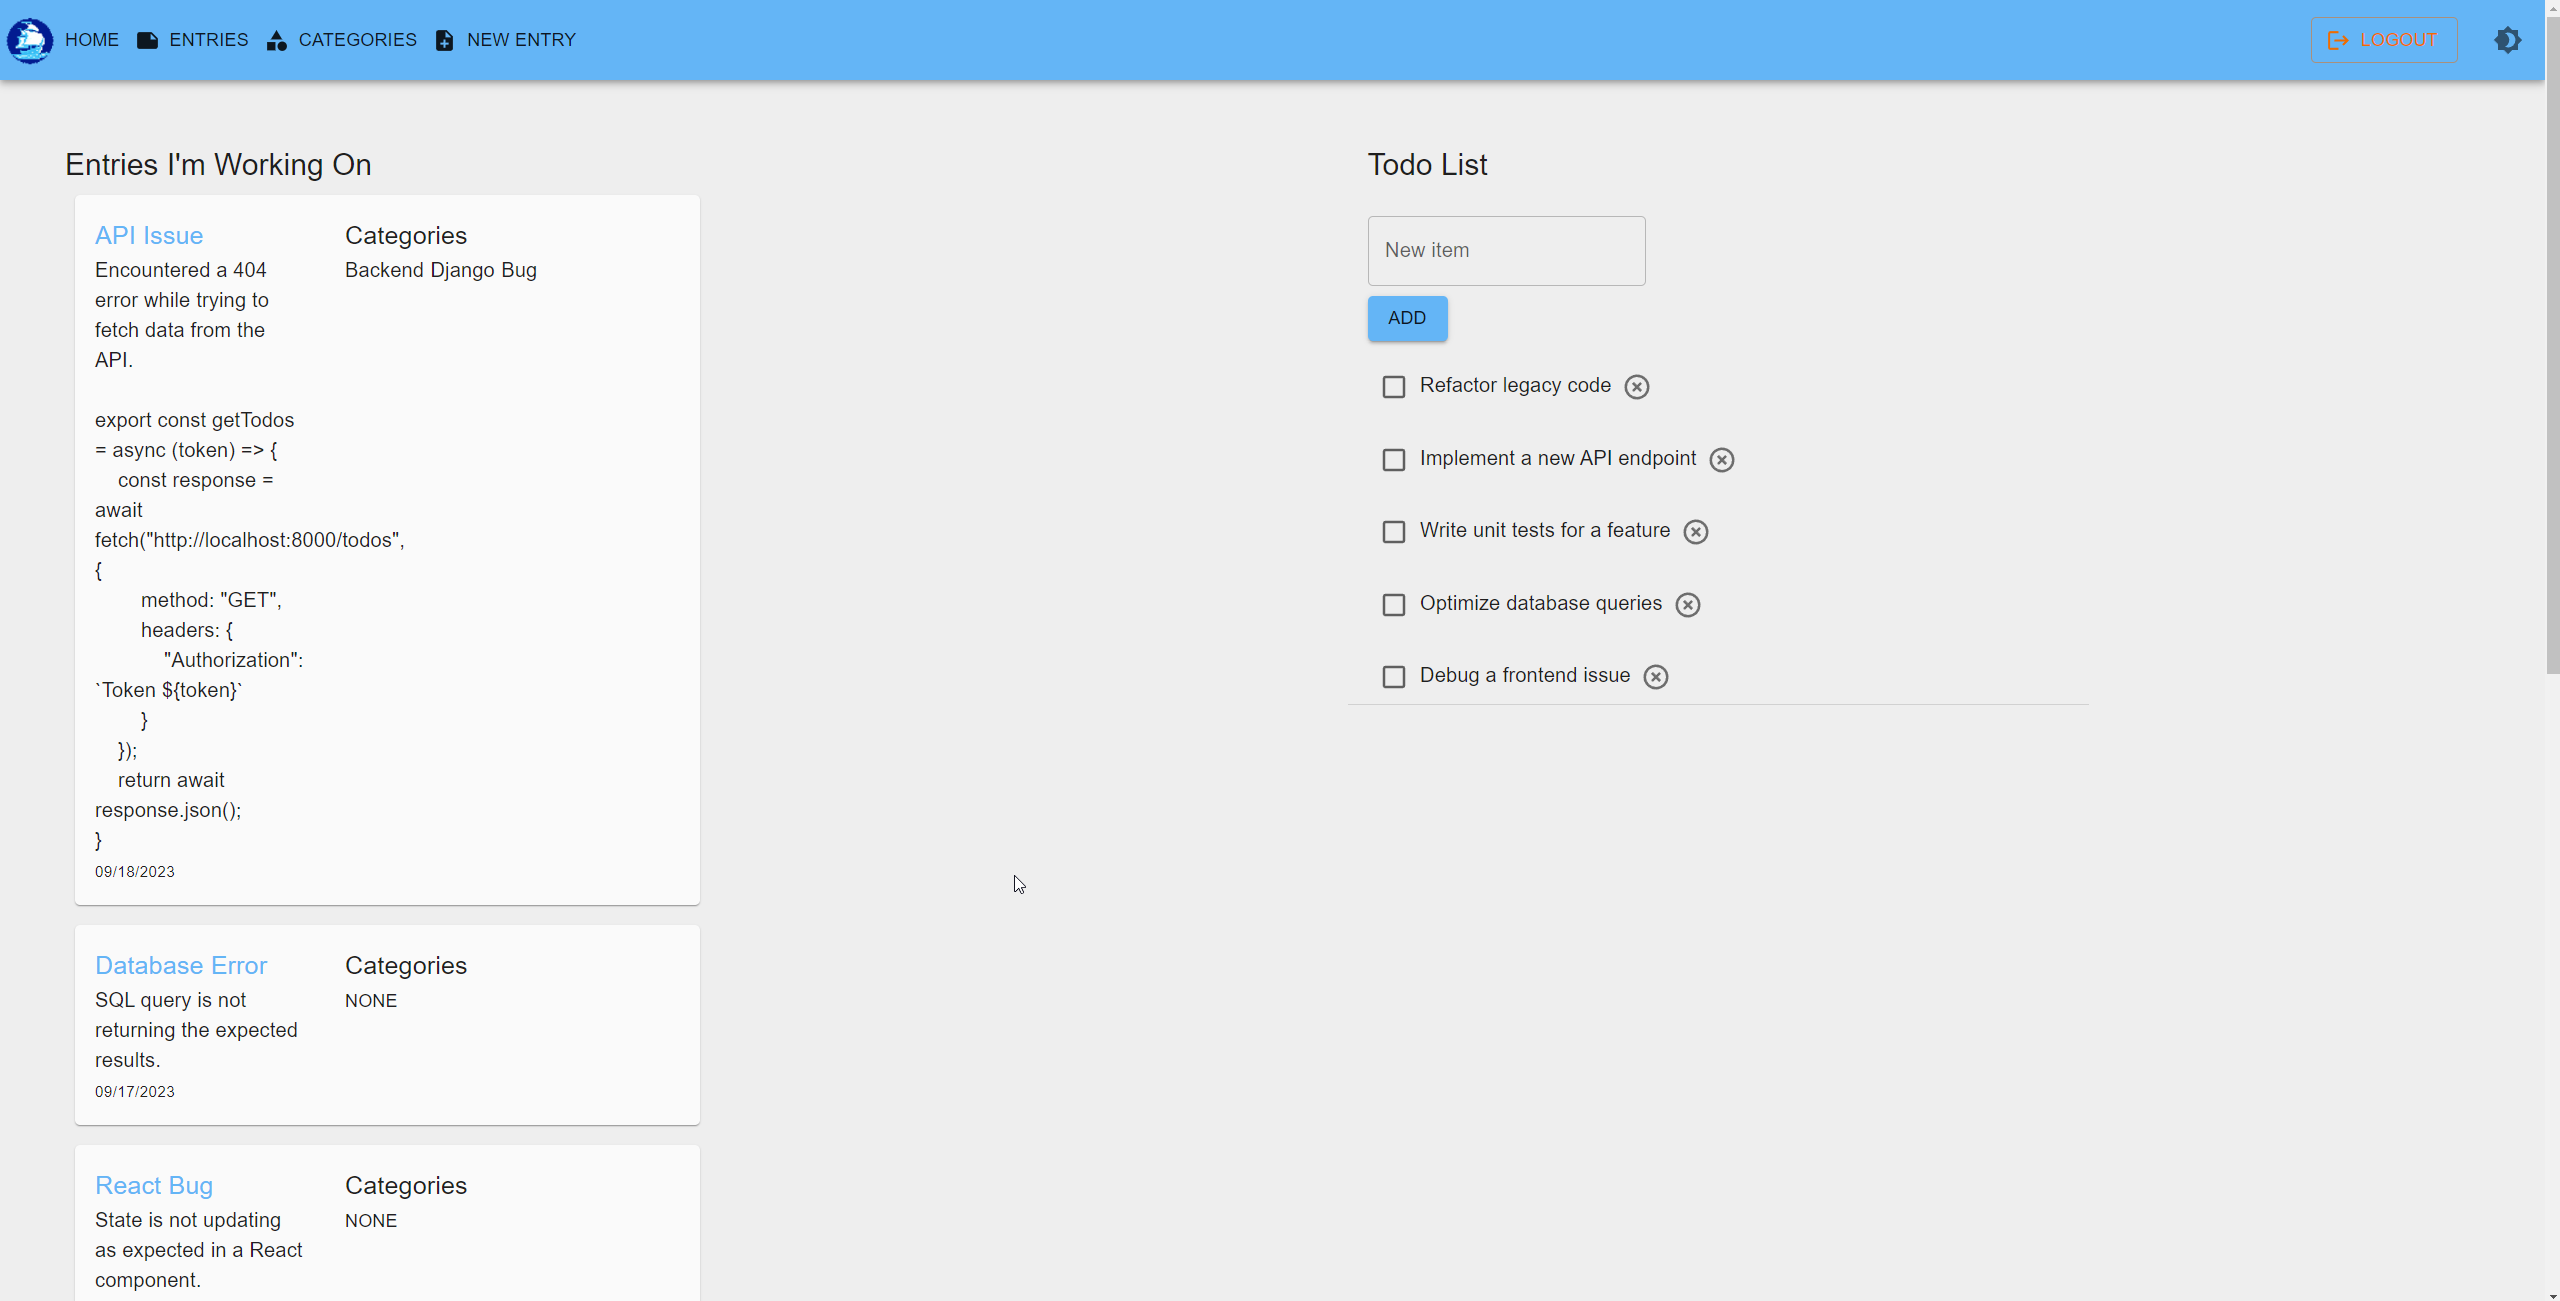 HOME ENTRIES CATEGORIES NEW ENTRY LOGOUT
Entries I'm Working On
API Issue
Encountered a 404
error while trying to
fetch data from the
API.
export const getTodos
= async (token) => {
const response =
await
fetch("http://localhost:8000/todos",
{
method: "GET",
headers: {
"Authorization":
`Token ${token}`
}
});
return await
response.json();
}
09/18/2023
Categories
Backend Django Bug
Database Error
SQL query is not
returning the expected
results.
09/17/2023
Categories
NONE
React Bug
State is not updating
as expected in a React
component.
Categories
NONE
Todo List
New item
ADD
Refactor legacy code
Implement a new API endpoint
Write unit tests for a feature
Optimize database queries
Debug a frontend issue